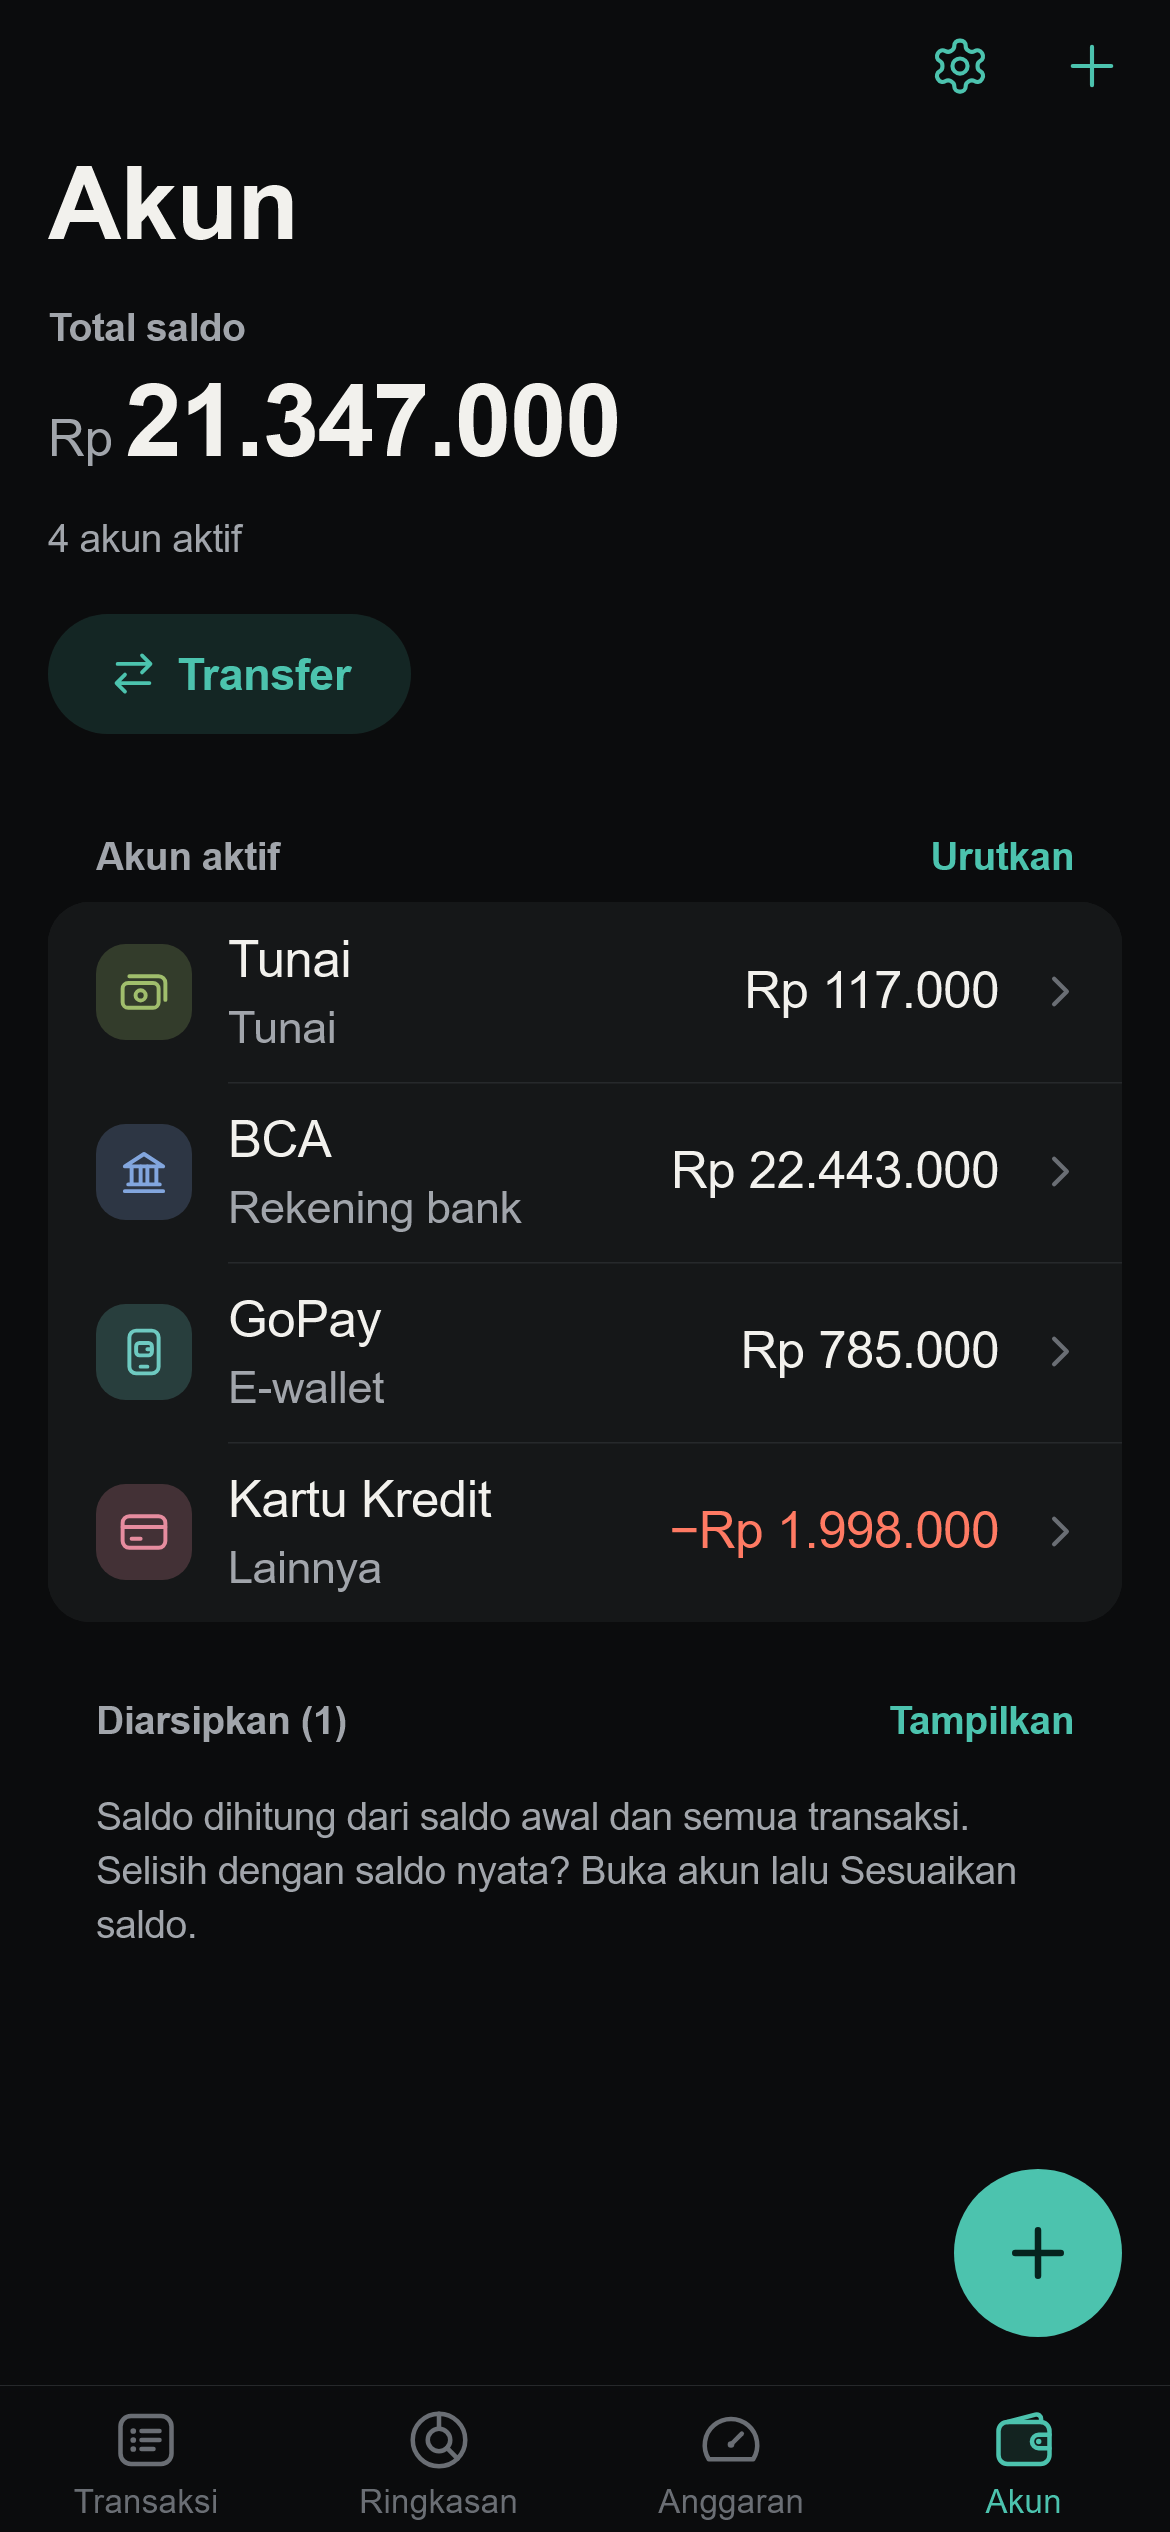 Akun
Total saldo
Rp 21.347.000
4 akun aktif
Transfer
Akun aktif
Urutkan
Tunai
Tunai
Rp 117.000
BCA
Rekening bank
Rp 22.443.000
GoPay
E-wallet
Rp 785.000
Kartu Kredit
Lainnya
−Rp 1.998.000
Diarsipkan (1)
Tampilkan
Saldo dihitung dari saldo awal dan semua transaksi.
Selisih dengan saldo nyata? Buka akun lalu Sesuaikan
saldo.
Transaksi
Ringkasan
Anggaran
Akun